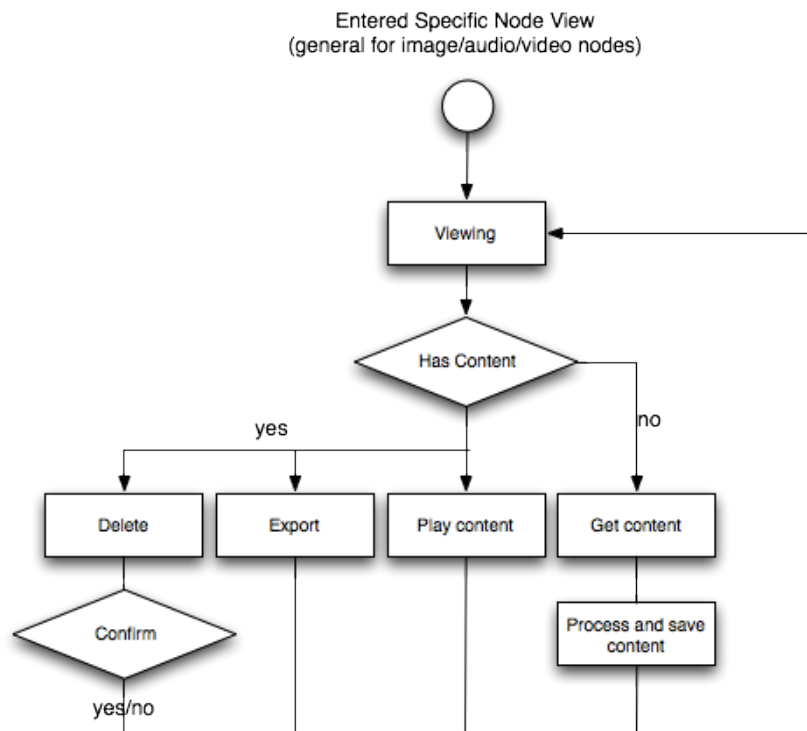 Entered Specific Node View
(general for image/audio/video nodes)
Viewing
Has Content
yes
no
Delete
Export
Play content
Get content
Confirm
Process and save
content
yes/no